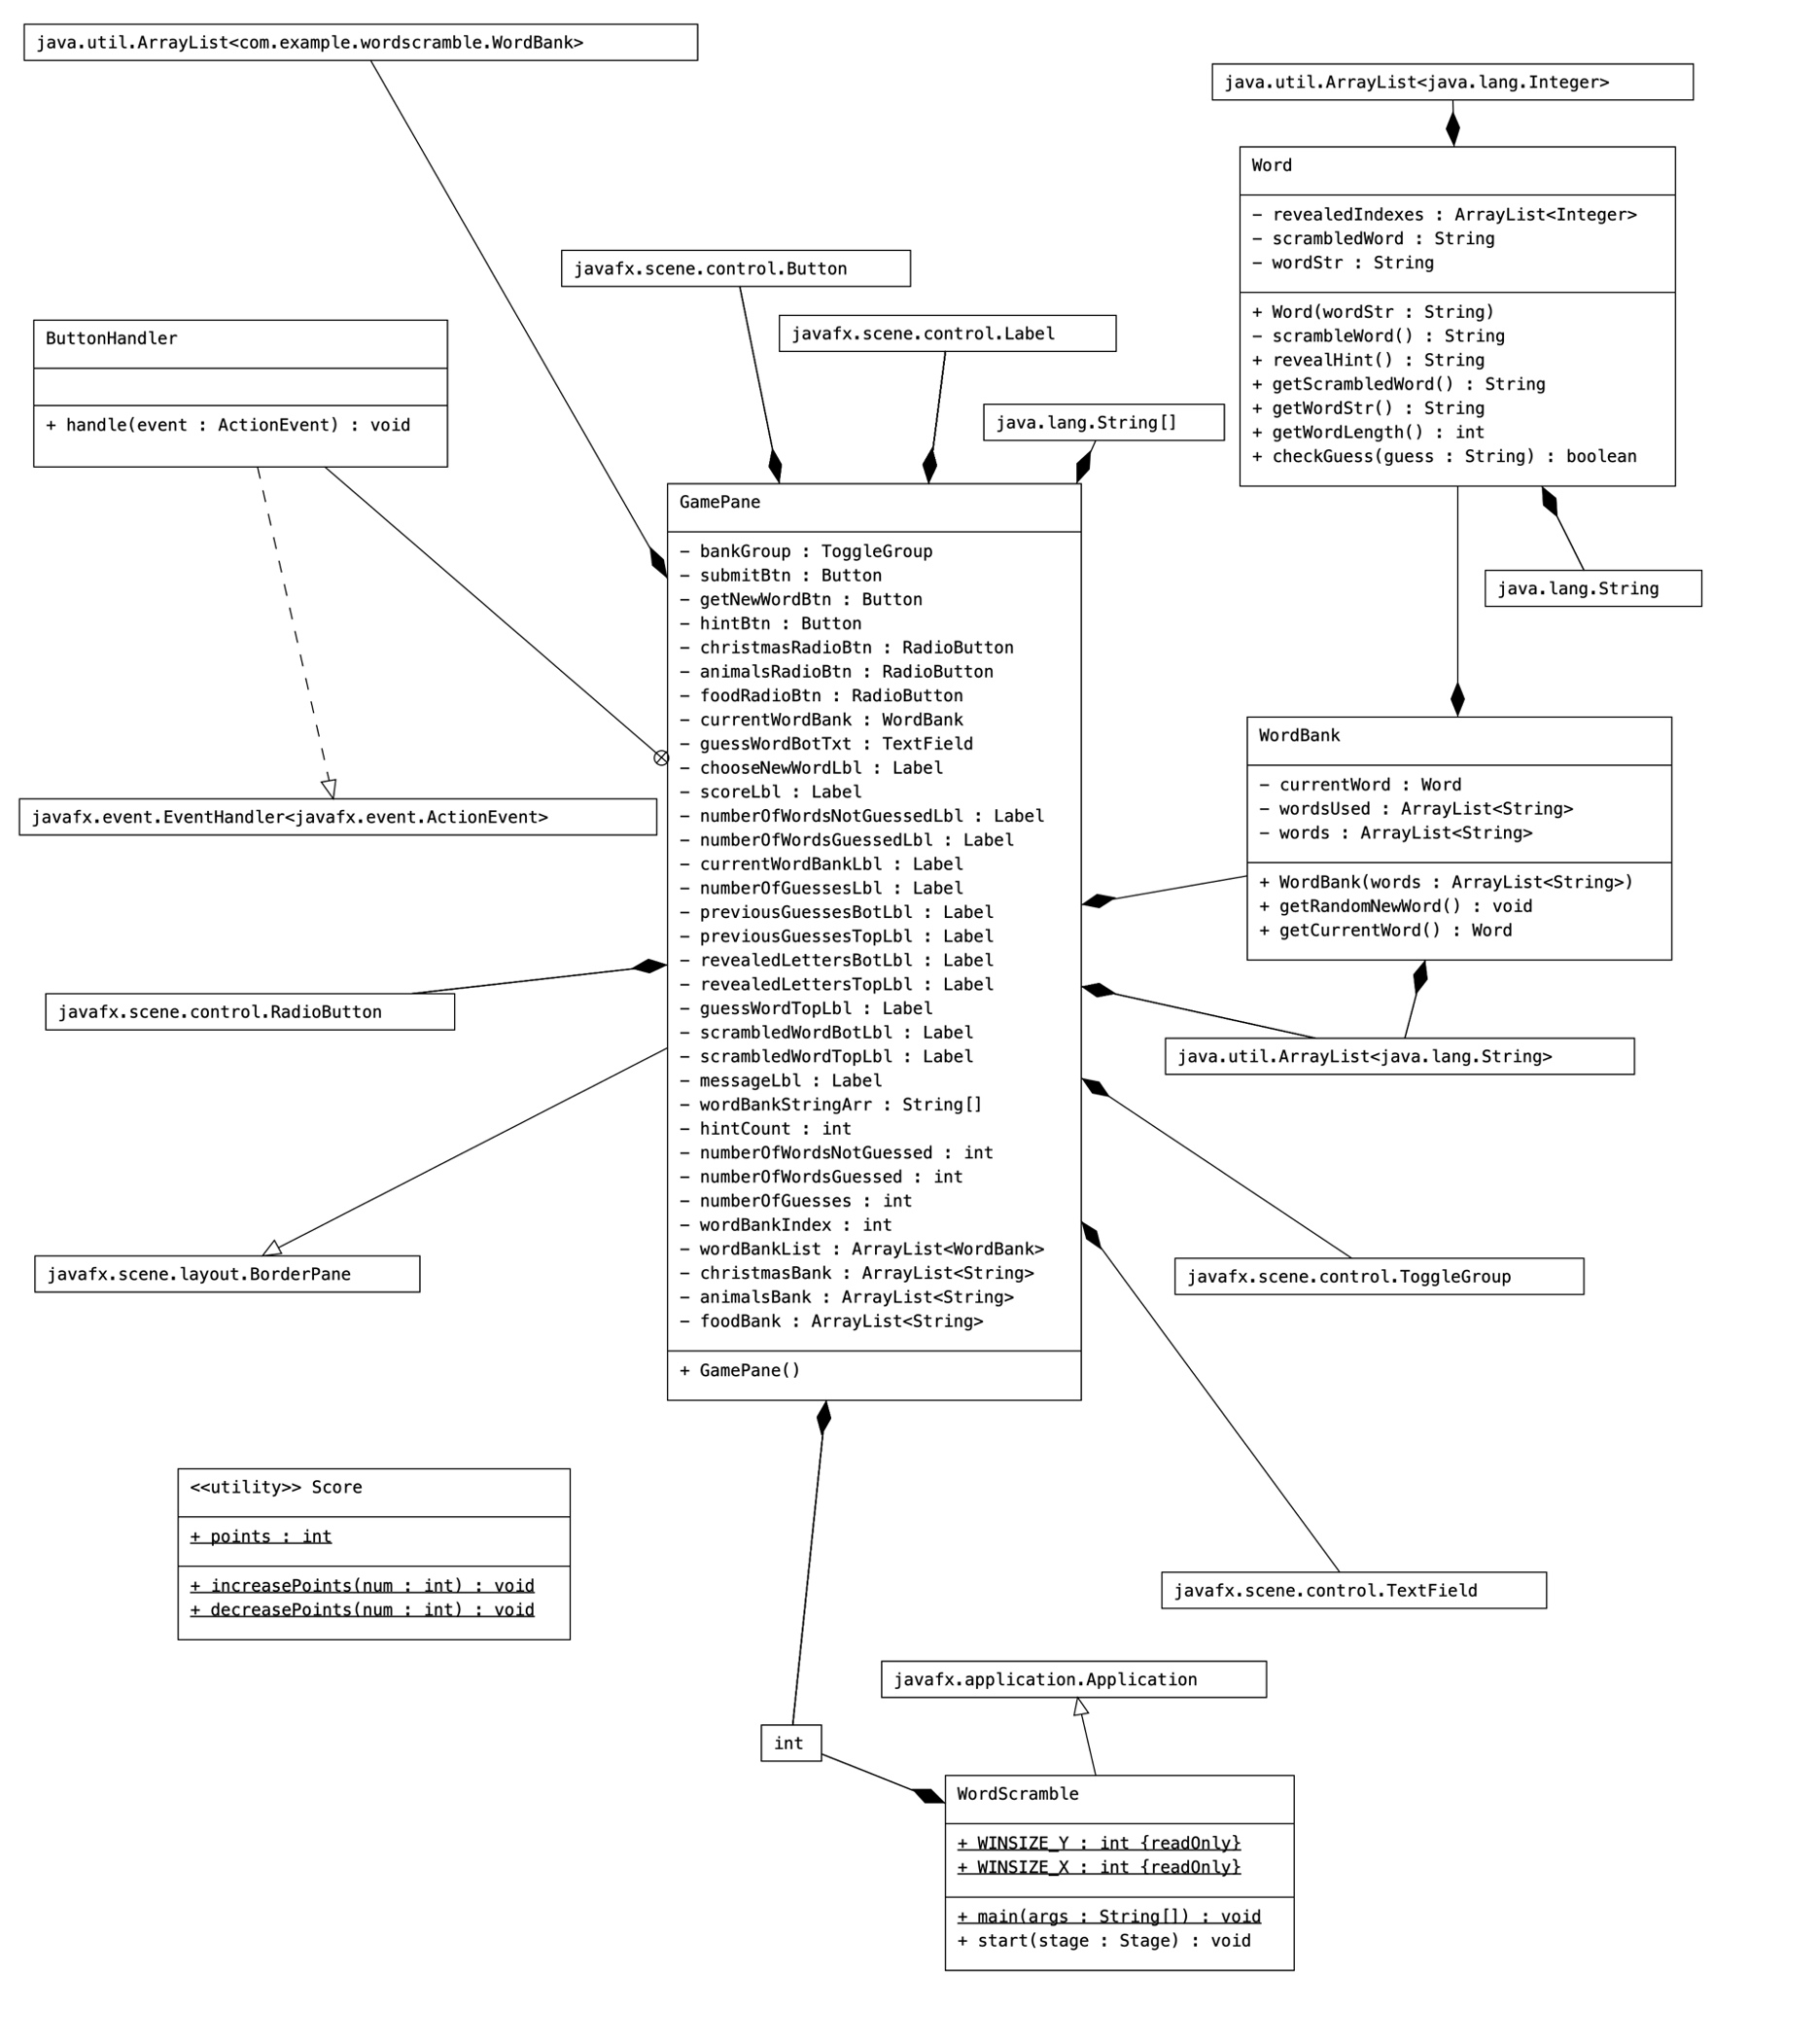 java.util.ArrayList<com.example.wordscramble.WordBank>
java.util.ArrayList<java.lang.Integer>
Word
− revealedIndexes : ArrayList<Integer>
− scrambledWord : String
− wordStr : String
+ Word(wordStr : String)
− scrambleWord() : String
+ revealHint() : String
+ getScrambledWord() : String
+ getWordStr() : String
+ getWordLength() : int
+ checkGuess(guess : String) : boolean
javafx.scene.control.Button
javafx.scene.control.Label
ButtonHandler
+ handle(event : ActionEvent) : void
java.lang.String[]
GamePane
− bankGroup : ToggleGroup
− submitBtn : Button
− getNewWordBtn : Button
− hintBtn : Button
− christmasRadioBtn : RadioButton
− animalsRadioBtn : RadioButton
− foodRadioBtn : RadioButton
− currentWordBank : WordBank
− guessWordBotTxt : TextField
− chooseNewWordLbl : Label
− scoreLbl : Label
− numberOfWordsNotGuessedLbl : Label
− numberOfWordsGuessedLbl : Label
− currentWordBankLbl : Label
− numberOfGuessesLbl : Label
− previousGuessesBotLbl : Label
− previousGuessesTopLbl : Label
− revealedLettersBotLbl : Label
− revealedLettersTopLbl : Label
− guessWordTopLbl : Label
− scrambledWordBotLbl : Label
− scrambledWordTopLbl : Label
− messageLbl : Label
− wordBankStringArr : String[]
− hintCount : int
− numberOfWordsNotGuessed : int
− numberOfWordsGuessed : int
− numberOfGuesses : int
− wordBankIndex : int
− wordBankList : ArrayList<WordBank>
− christmasBank : ArrayList<String>
− animalsBank : ArrayList<String>
− foodBank : ArrayList<String>
+ GamePane()
java.lang.String
WordBank
− currentWord : Word
− wordsUsed : ArrayList<String>
− words : ArrayList<String>
+ WordBank(words : ArrayList<String>)
+ getRandomNewWord() : void
+ getCurrentWord() : Word
javafx.event.EventHandler<javafx.event.ActionEvent>
javafx.scene.control.RadioButton
java.util.ArrayList<java.lang.String>
javafx.scene.layout.BorderPane
javafx.scene.control.ToggleGroup
<<utility>> Score
+ points : int
+ increasePoints(num : int) : void
+ decreasePoints(num : int) : void
javafx.scene.control.TextField
javafx.application.Application
int
WordScramble
+ WINSIZE_Y : int {readOnly}
+ WINSIZE_X : int {readOnly}
+ main(args : String[]) : void
+ start(stage : Stage) : void